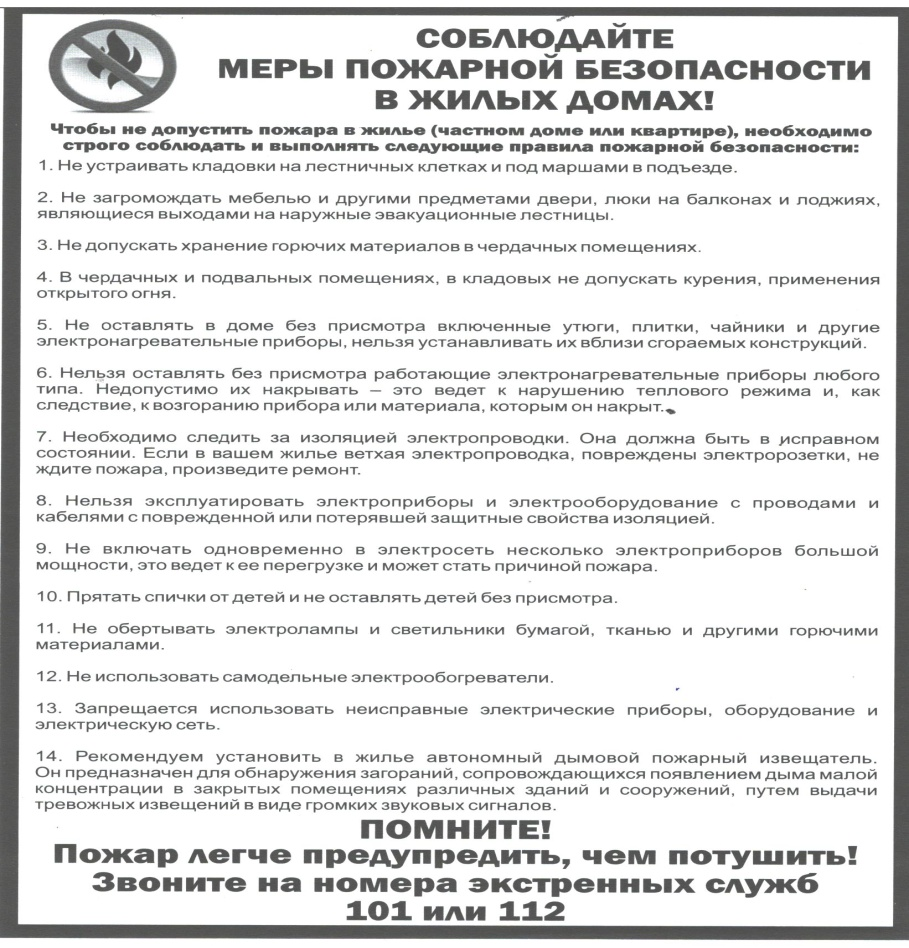 СОБЛЮДАЙТЕ
МЕРЫ ПОЖАРНОЙ БЕЗОПАСНОСТИ
В ЖИЛЫХ ДОМАХ!
Чтобы не допустить пожара в жилье (частном доме или квартире), необходимо
строго соблюдать и выполнять следующие правила пожарной безопасности:
1. Не устраивать кладовки на лестничных клетках и под маршами в подъезде.
2. Не загромождать мебелью и другими предметами двери, люки на балконах и лоджиях,
являющиеся выходами на наружные эвакуационные лестницы.
3. Не допускать хранение горючих материалов в чердачных помещениях.
4. В чердачных и подвальных помещениях, в кладовых не допускать курения, применения
открытого огня.
5. Не оставлять в доме без присмотра включенные утюги, плитки, чайники и другие
электронагревательные приборы, нельзя устанавливать их вблизи сгораемых конструкций.
6. Нельзя оставлять без присмотра работающие электронагревательные приборы любого
типа. Недопустимо их накрывать – это ведет к нарушению теплового режима и, как
следствие, к возгоранию прибора или материала, которым он накрыт.
7. Необходимо следить за изоляцией электропроводки. Она должна быть в исправном
состоянии. Если в вашем жилье ветхая электропроводка, повреждены электророзетки, не
ждите пожара, произведите ремонт.
8. Нельзя эксплуатировать электроприборы и электрооборудование с проводами и
кабелями с поврежденной или потерявшей защитные свойства изоляцией.
9. Не включать одновременно в электросеть несколько электроприборов большой
мощности, это ведет к ее перегрузке и может стать причиной пожара.
10. Прятать спички от детей и не оставлять детей без присмотра.
11. Не обертывать электролампы и светильники бумагой, тканью и другими горючими
материалами.
12. Не использовать самодельные электрообогреватели.
13. Запрещается использовать неисправные электрические приборы, оборудование и
электрическую сеть.
14. Рекомендуем установить в жилье автономный дымовой пожарный извещатель.
Он предназначен для обнаружения загораний, сопровождающихся появлением дыма малой
концентрации в закрытых помещениях различных зданий и сооружений, путем выдачи
тревожных извещений в виде громких звуковых сигналов.
ПОМНИТЕ!
Пожар легче предупредить, чем потушить!
Звоните на номера экстренных служб
101 или 112